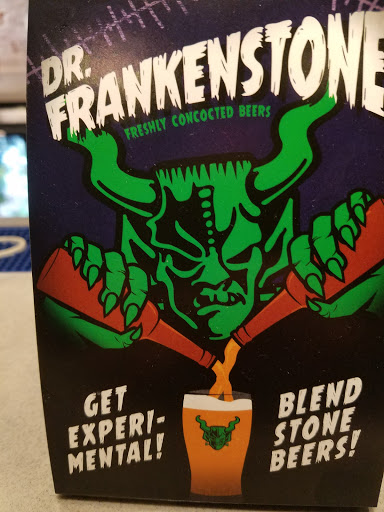 DR.
FRANKENSTONE
FRESHLY CONCOCTED BEERS
GET
EXPERI-
MENTAL!
BLEND
STONE
BEERS!